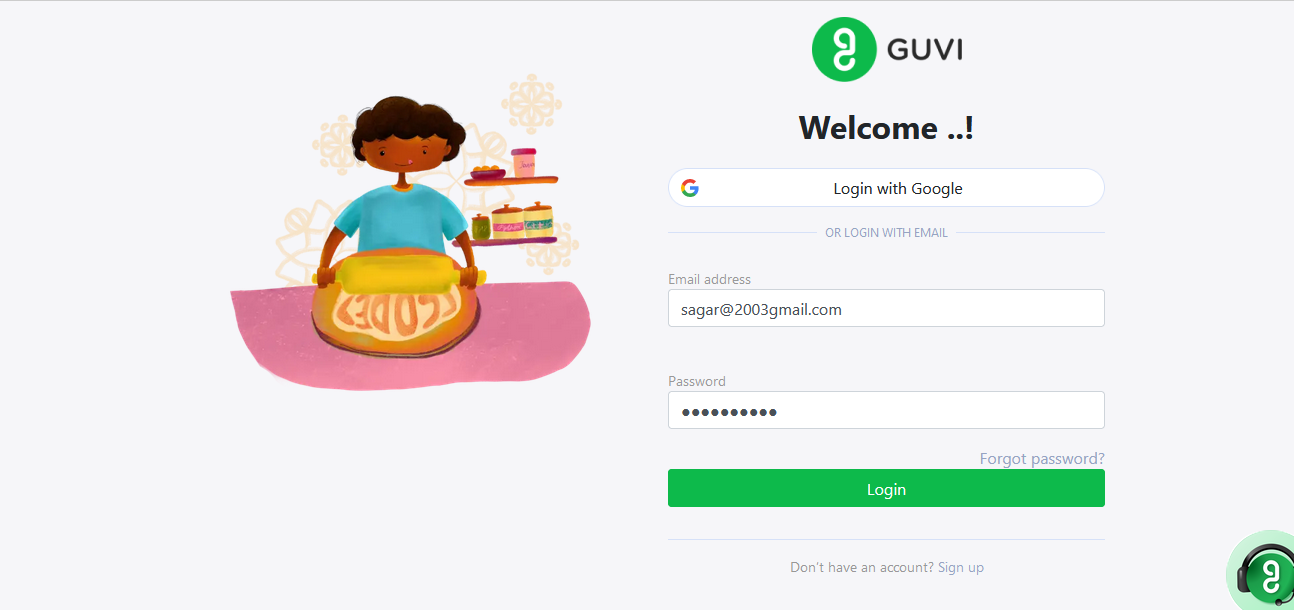 GUVI
Welcome ..!
Login with Google
OR LOGIN WITH EMAIL
Email address
sagar@2003gmail.com
Password
●●●●●●●●●●
Forgot password?
Login
Don't have an account? Sign up